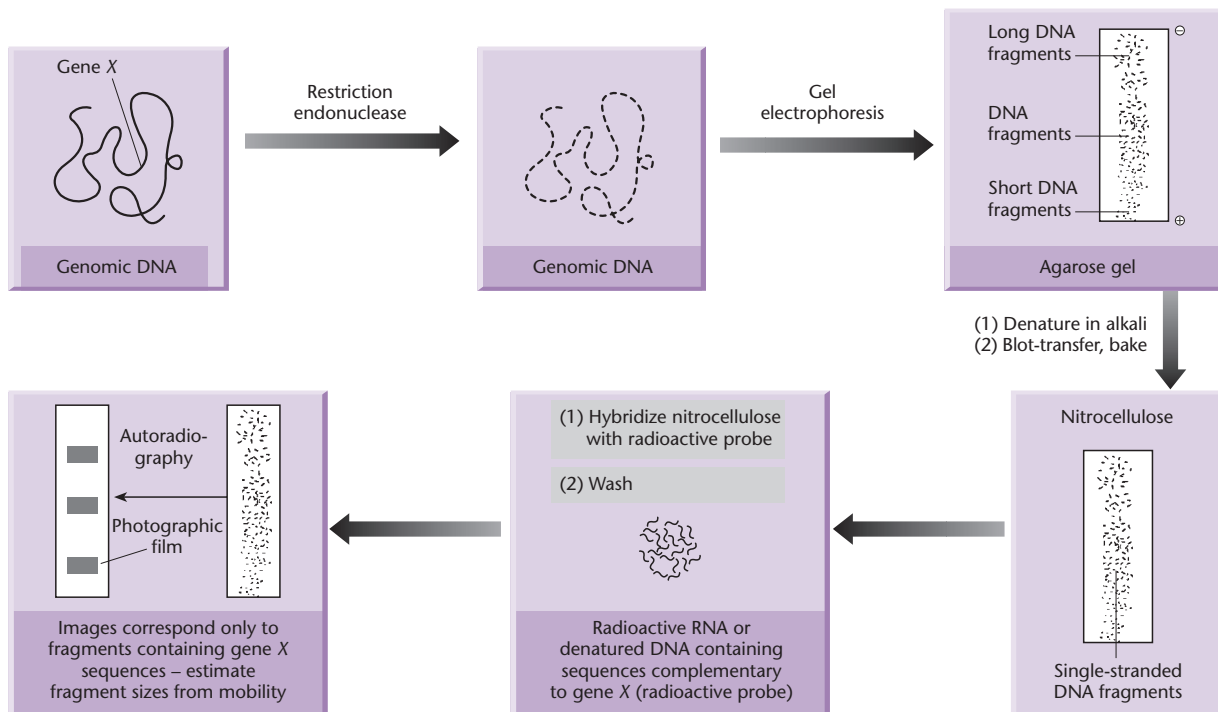 Gene X
Genomic DNA
Restriction
endonuclease
Genomic DNA
Gel
electrophoresis
Long DNA
fragments
DNA
fragments
Short DNA
fragments
⊖
⊕
Agarose gel
(1) Denature in alkali
(2) Blot-transfer, bake
Nitrocellulose
Single-stranded
DNA fragments
(1) Hybridize nitrocellulose
with radioactive probe
(2) Wash
Radioactive RNA or
denatured DNA containing
sequences complementary
to gene X (radioactive probe)
Autoradio-
graphy
Photographic
film
Images correspond only to
fragments containing gene X
sequences – estimate
fragment sizes from mobility